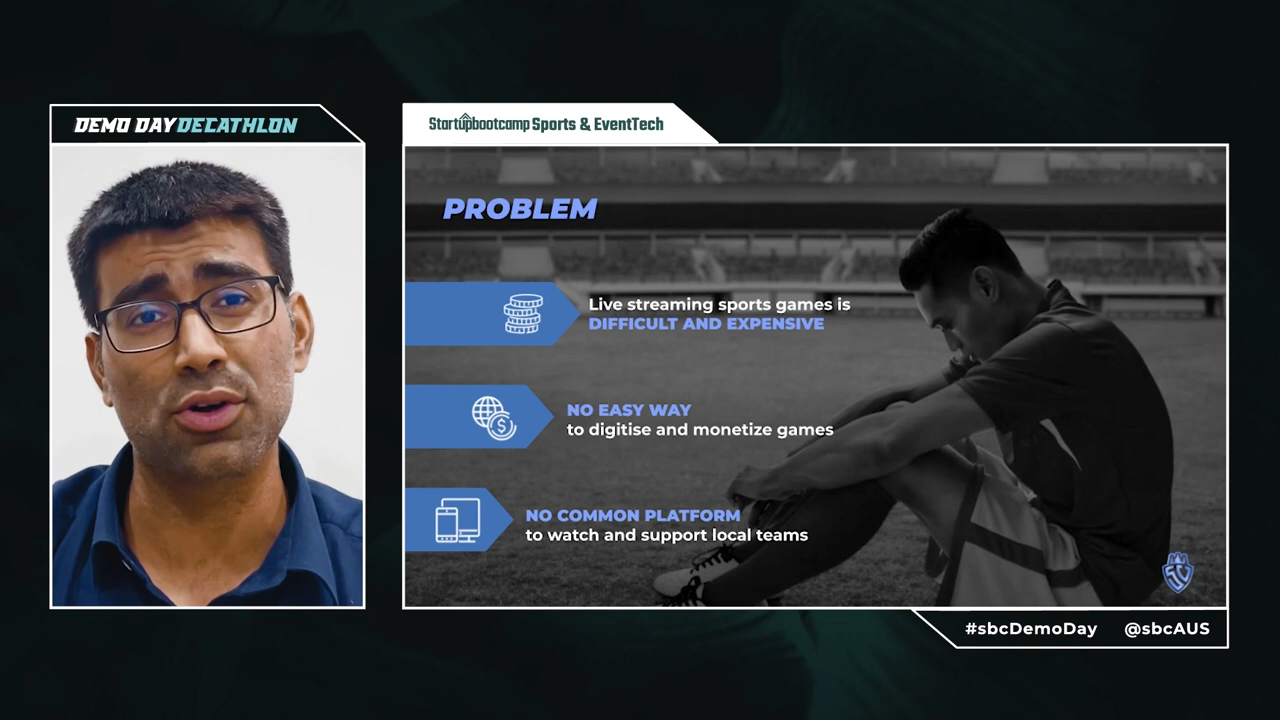 DEMO DAY DECATHLON
Startupbootcamp Sports & EventTech
PROBLEM
Live streaming sports games is
DIFFICULT AND EXPENSIVE
NO EASY WAY
to digitise and monetize games
$
NO COMMON PLATFORM
to watch and support local teams
#sbcDemoDay @sbcAUS